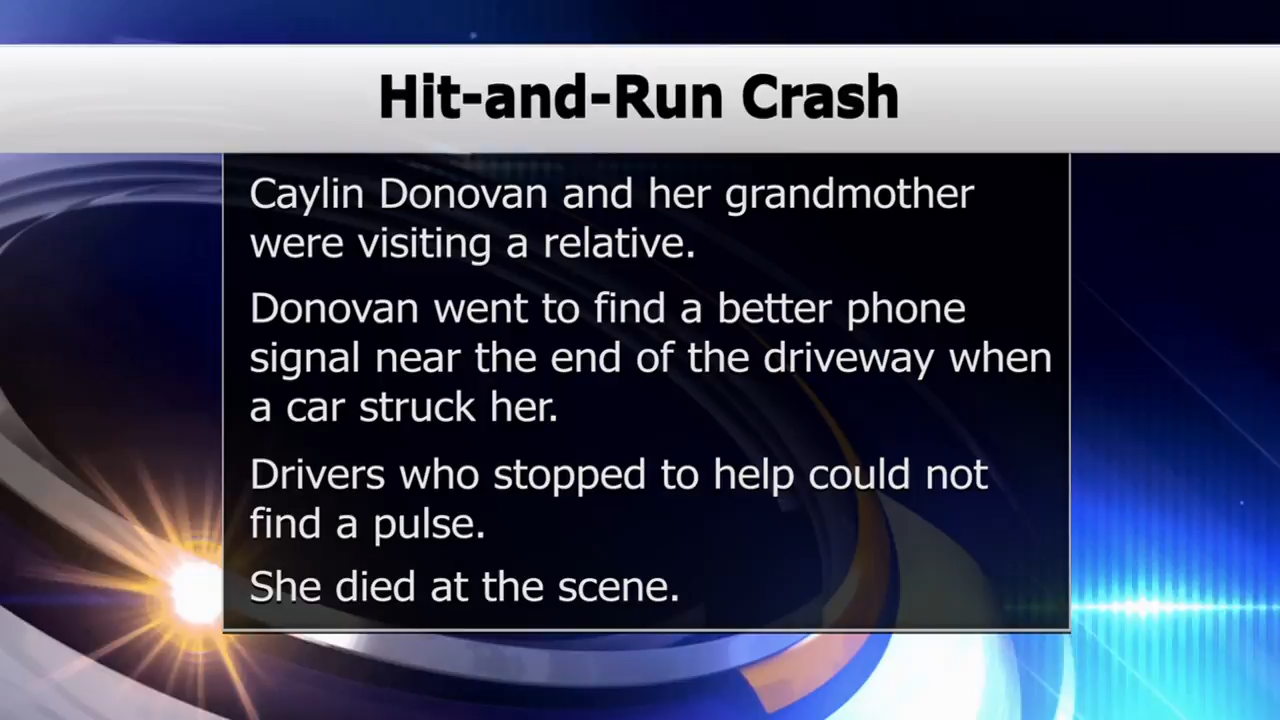 Hit-and-Run Crash
Caylin Donovan and her grandmother
were visiting a relative.
Donovan went to find a better phone
signal near the end of the driveway when
a car struck her.
Drivers who stopped to help could not
find a pulse.
She died at the scene.